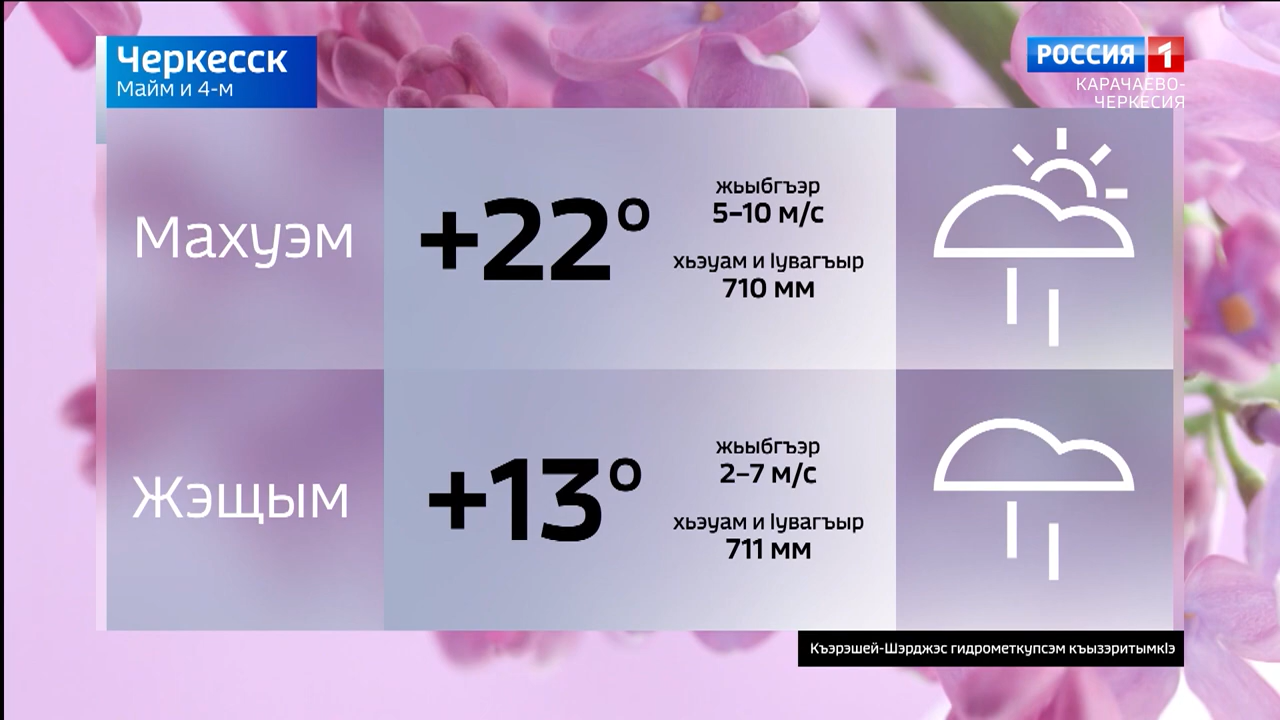 Черкесск
Майм и 4-м
РОССИЯ 1
КАРАЧАЕВО-
ЧЕРКЕСИЯ
Махуэм
+22°
жьыбгъэр
5–10 м/с
хьэуам и Iувагъыр
710 мм
Жэщым
+13°
жьыбгъэр
2–7 м/с
хьэуам и Iувагъыр
711 мм
Къэрэшей-Шэрджэс гидрометкупсэм къызэритымкIэ